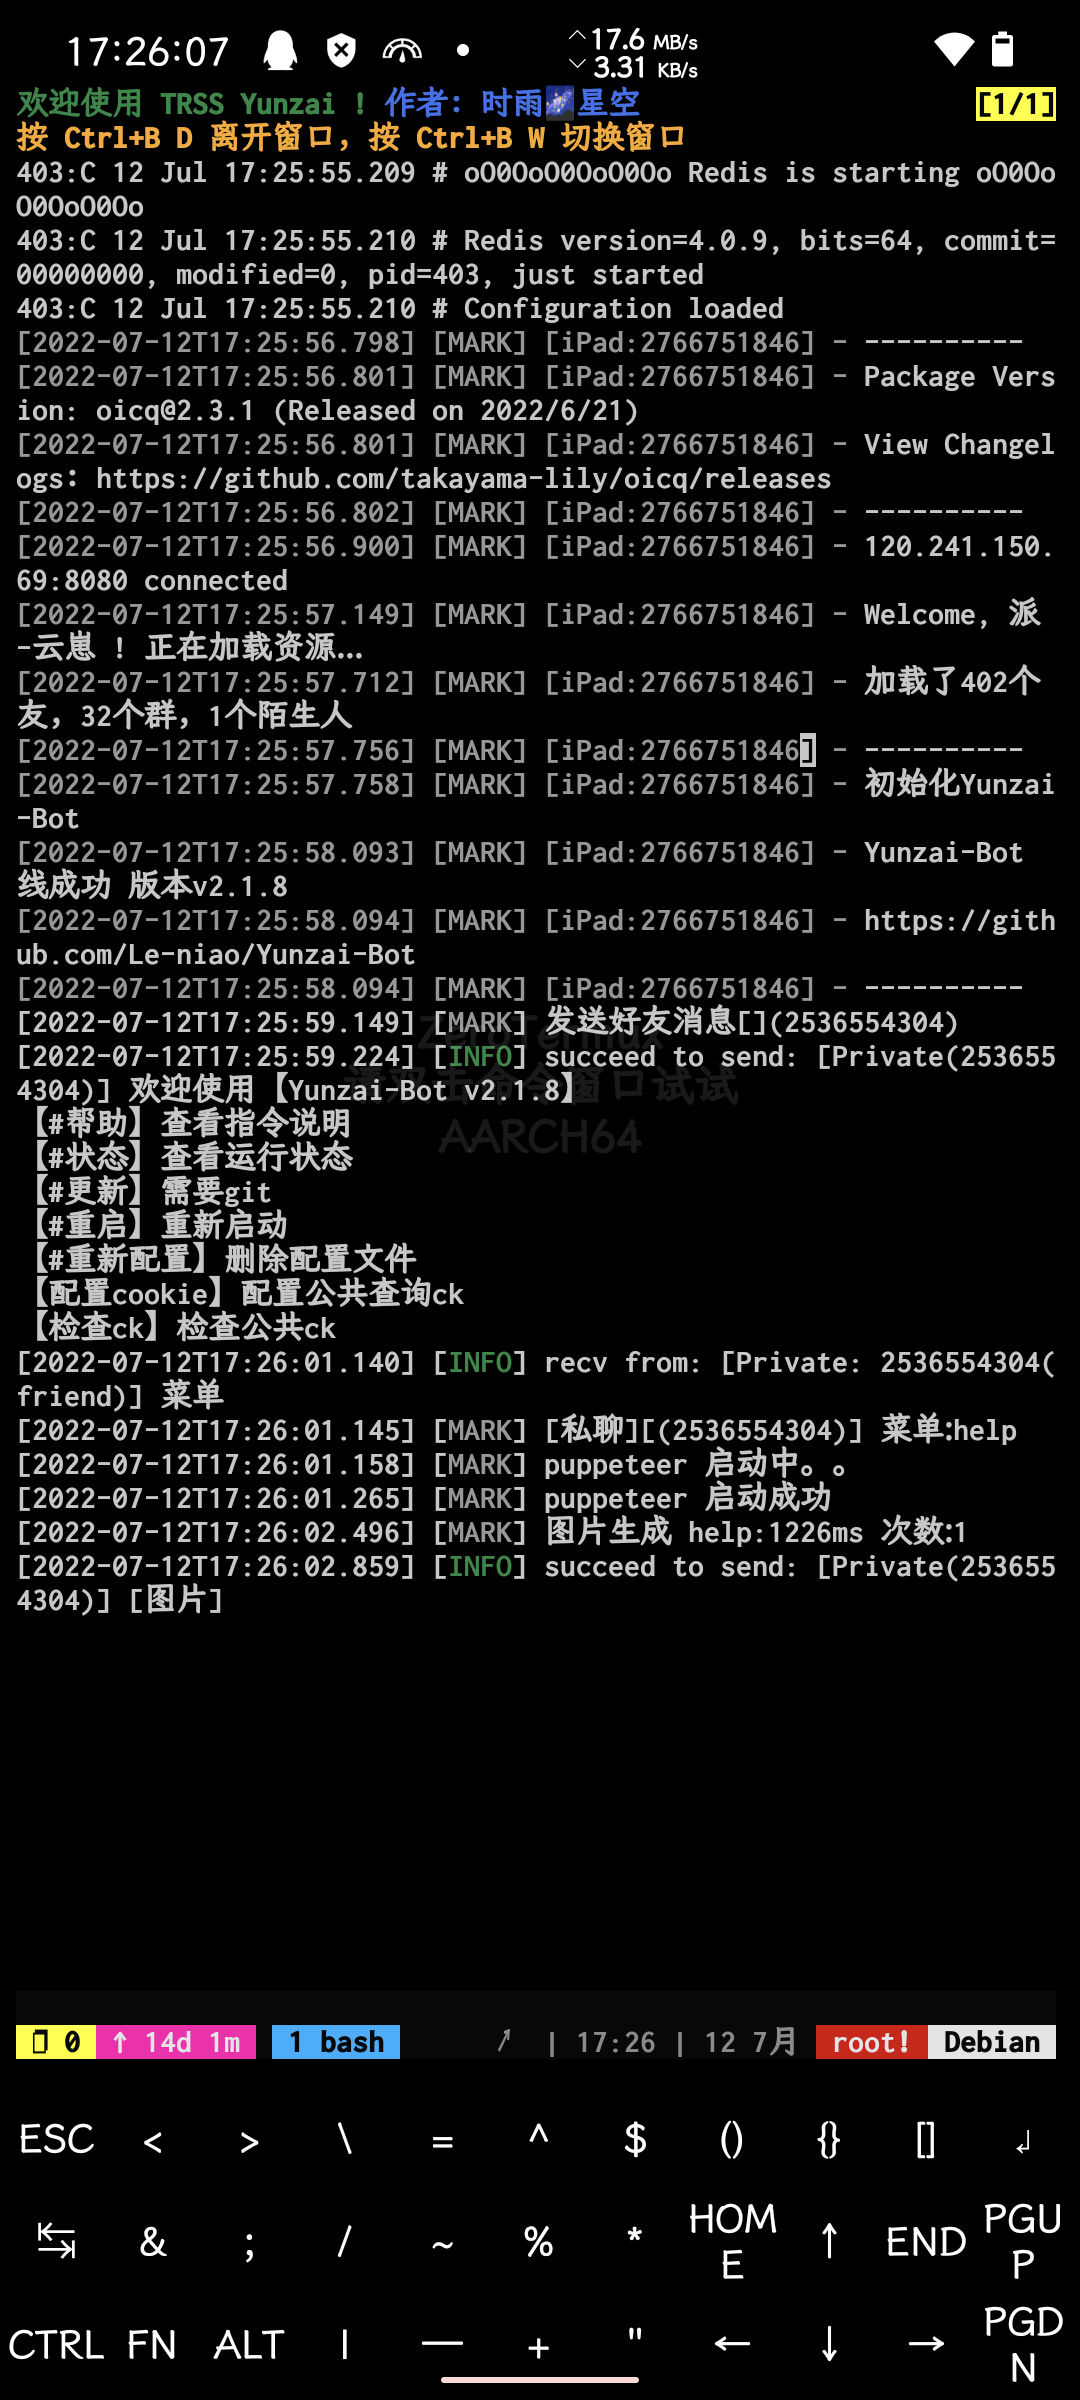 17:26:07
17.6 MB/s
3.31 KB/s
欢迎使用 TRSS Yunzai ! 作者: 时雨🌌星空 [1/1]
按 Ctrl+B D 离开窗口，按 Ctrl+B W 切换窗口
403:C 12 Jul 17:25:55.209 # oO0OoO0OoO0Oo Redis is starting oO0Oo
O0OoO0Oo
403:C 12 Jul 17:25:55.210 # Redis version=4.0.9, bits=64, commit=
00000000, modified=0, pid=403, just started
403:C 12 Jul 17:25:55.210 # Configuration loaded
[2022-07-12T17:25:56.798] [MARK] [iPad:2766751846] - ----------
[2022-07-12T17:25:56.801] [MARK] [iPad:2766751846] - Package Vers
ion: oicq@2.3.1 (Released on 2022/6/21)
[2022-07-12T17:25:56.801] [MARK] [iPad:2766751846] - View Changel
ogs：https://github.com/takayama-lily/oicq/releases
[2022-07-12T17:25:56.802] [MARK] [iPad:2766751846] - ----------
[2022-07-12T17:25:56.900] [MARK] [iPad:2766751846] - 120.241.150.
69:8080 connected
[2022-07-12T17:25:57.149] [MARK] [iPad:2766751846] - Welcome, 派
-云崽 ! 正在加载资源...
[2022-07-12T17:25:57.712] [MARK] [iPad:2766751846] - 加载了402个
友，32个群，1个陌生人
[2022-07-12T17:25:57.756] [MARK] [iPad:2766751846] - ----------
[2022-07-12T17:25:57.758] [MARK] [iPad:2766751846] - 初始化Yunzai
-Bot
[2022-07-12T17:25:58.093] [MARK] [iPad:2766751846] - Yunzai-Bot
线成功 版本v2.1.8
[2022-07-12T17:25:58.094] [MARK] [iPad:2766751846] - https://gith
ub.com/Le-niao/Yunzai-Bot
[2022-07-12T17:25:58.094] [MARK] [iPad:2766751846] - ----------
[2022-07-12T17:25:59.149] [MARK] 发送好友消息[](2536554304)
[2022-07-12T17:25:59.224] [INFO] succeed to send: [Private(253655
4304)] 欢迎使用【Yunzai-Bot v2.1.8】
【#帮助】查看指令说明
【#状态】查看运行状态
【#更新】需要git
【#重启】重新启动
【#重新配置】删除配置文件
【配置cookie】配置公共查询ck
【检查ck】检查公共ck
[2022-07-12T17:26:01.140] [INFO] recv from: [Private: 2536554304(
friend)] 菜单
[2022-07-12T17:26:01.145] [MARK] [私聊][(2536554304)] 菜单:help
[2022-07-12T17:26:01.158] [MARK] puppeteer 启动中。。
[2022-07-12T17:26:01.265] [MARK] puppeteer 启动成功
[2022-07-12T17:26:02.496] [MARK] 图片生成 help:1226ms 次数:1
[2022-07-12T17:26:02.859] [INFO] succeed to send: [Private(253655
4304)] [图片]
ZeroTermux
请双击命令窗口试试
AARCH64
0 ↑ 14d 1m 1 bash | 17:26 | 12 7月 root! Debian
ESC < > \ = ^ $ () {} [] ↲
↹ & ; / ~ % * HOME ↑ END PGUP
CTRL FN ALT | — + " ← ↓ → PGDN